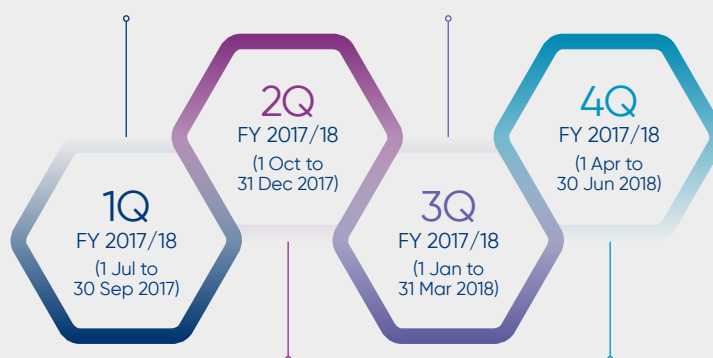 1Q
FY 2017/18
(1 Jul to
30 Sep 2017)
2Q
FY 2017/18
(1 Oct to
31 Dec 2017)
3Q
FY 2017/18
(1 Jan to
31 Mar 2018)
4Q
FY 2017/18
(1 Apr to
30 Jun 2018)